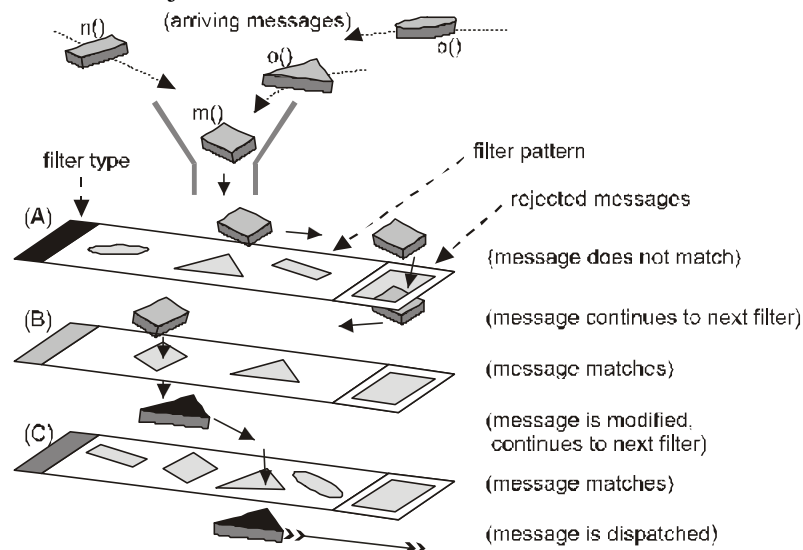 (arriving messages)
n()
o()
o()
m()
filter type
filter pattern
rejected messages
(A)
(message does not match)
(B)
(message continues to next filter)
(message matches)
(message is modified,
continues to next filter)
(C)
(message matches)
(message is dispatched)